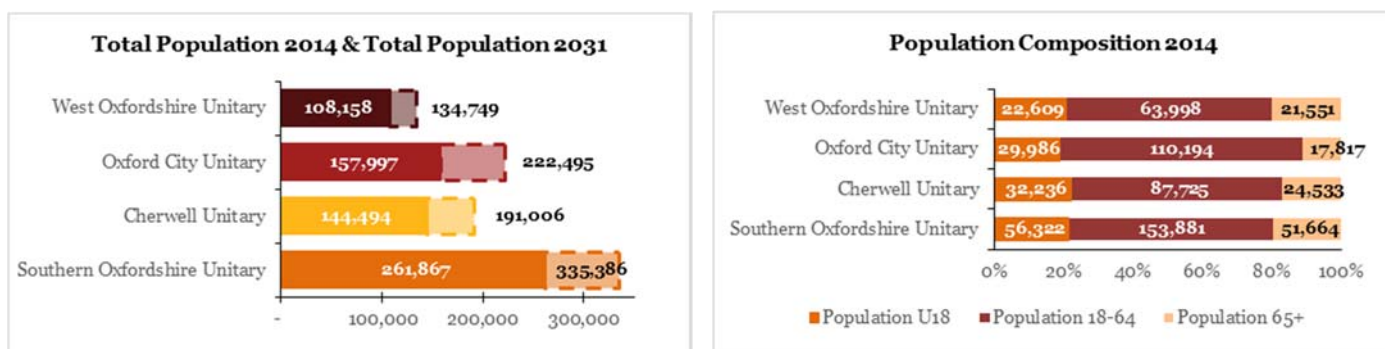 Total Population 2014 & Total Population 2031
West Oxfordshire Unitary 108,158 134,749
Oxford City Unitary 157,997 222,495
Cherwell Unitary 144,494 191,006
Southern Oxfordshire Unitary 261,867 335,386
- 100,000 200,000 300,000
Population Composition 2014
West Oxfordshire Unitary 22,609 63,998 21,551
Oxford City Unitary 29,986 110,194 17,817
Cherwell Unitary 32,236 87,725 24,533
Southern Oxfordshire Unitary 56,322 153,881 51,664
0% 20% 40% 60% 80% 100%
Population U18 Population 18-64 Population 65+